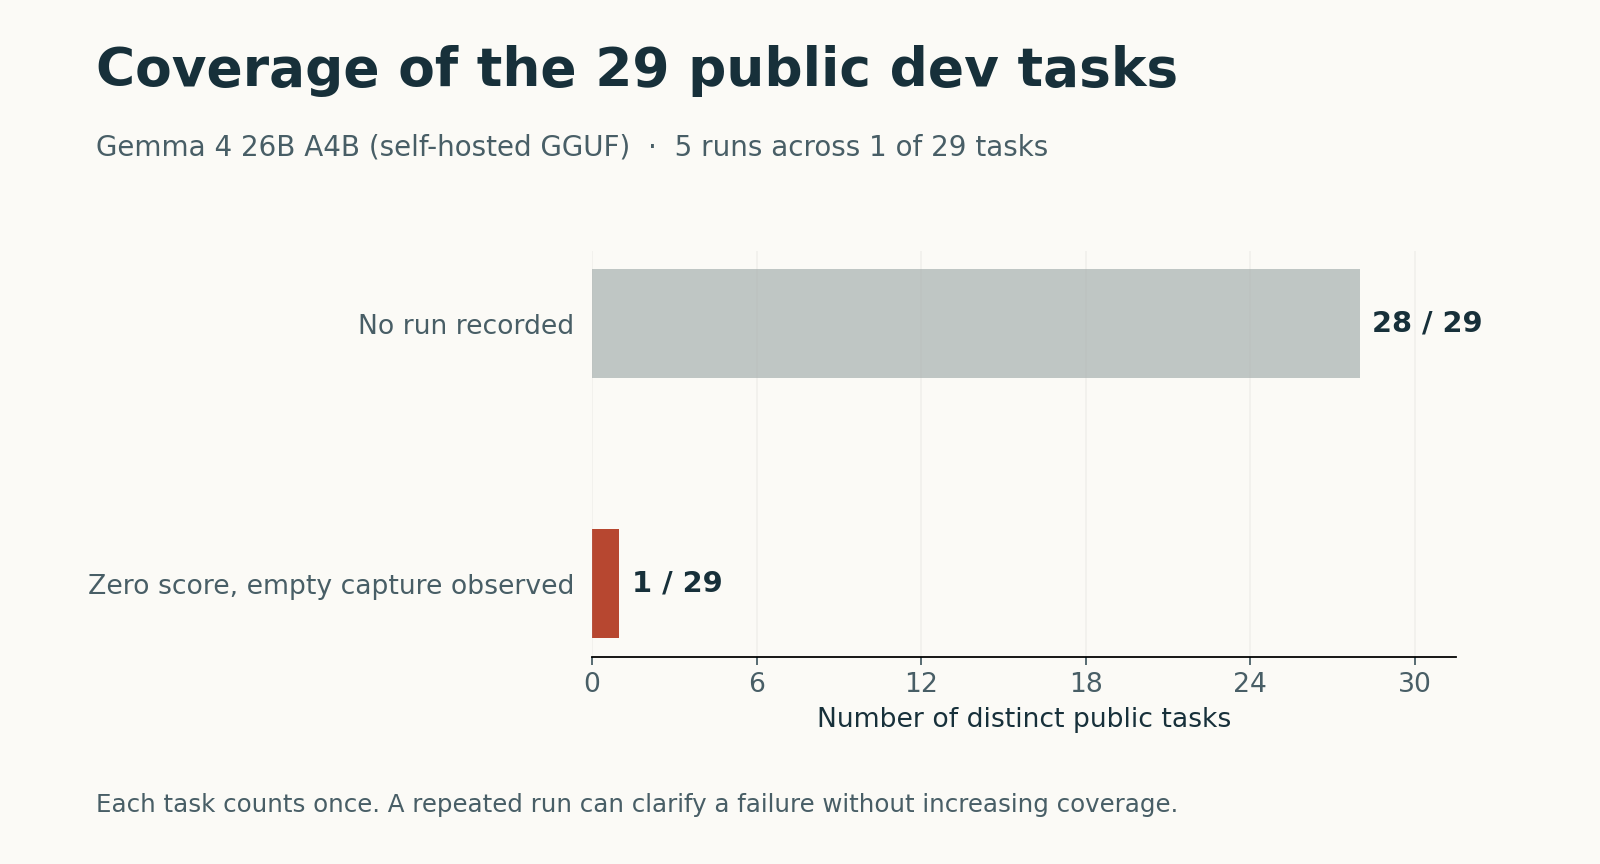 Coverage of the 29 public dev tasks
Gemma 4 26B A4B (self-hosted GGUF) · 5 runs across 1 of 29 tasks
No run recorded
28 / 29
Zero score, empty capture observed
1 / 29
0 6 12 18 24 30
Number of distinct public tasks
Each task counts once. A repeated run can clarify a failure without increasing coverage.